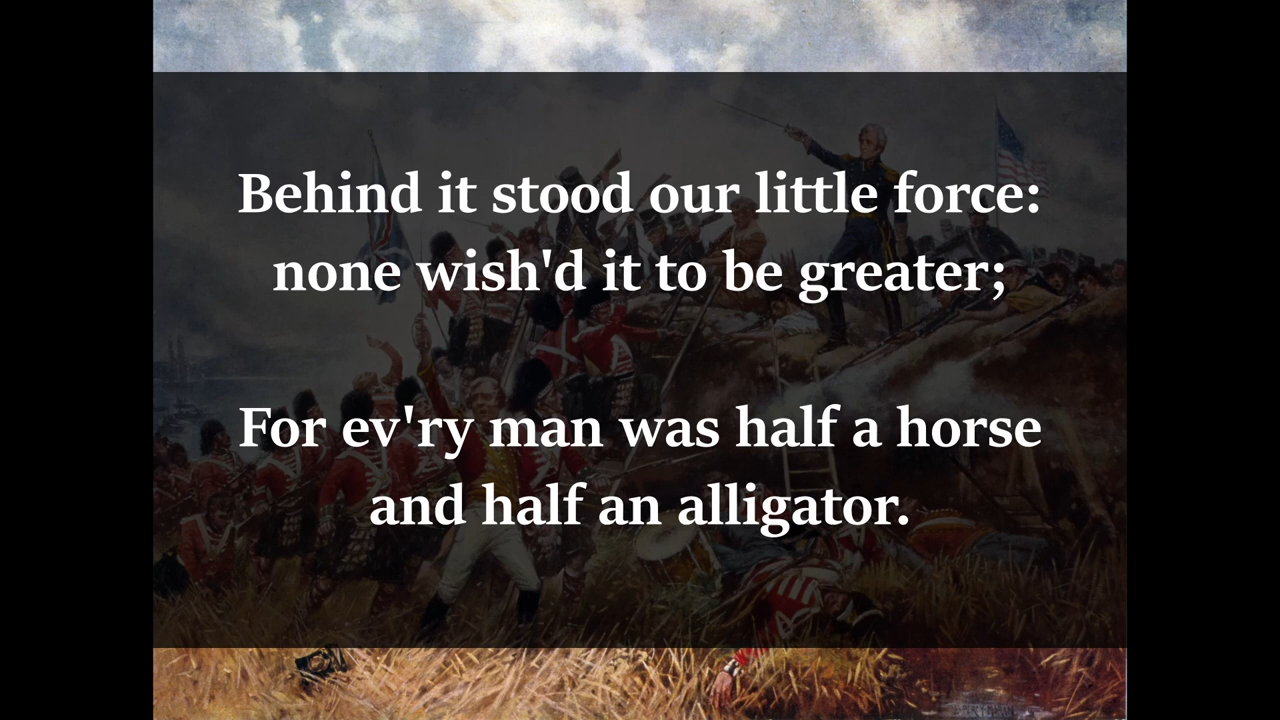 Behind it stood our little force:
none wish'd it to be greater;
For ev'ry man was half a horse
and half an alligator.